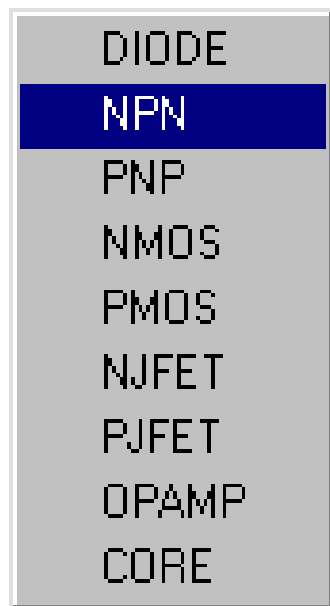 DIODE
NPN
PNP
NMOS
PMOS
NJFET
PJFET
OPAMP
CORE